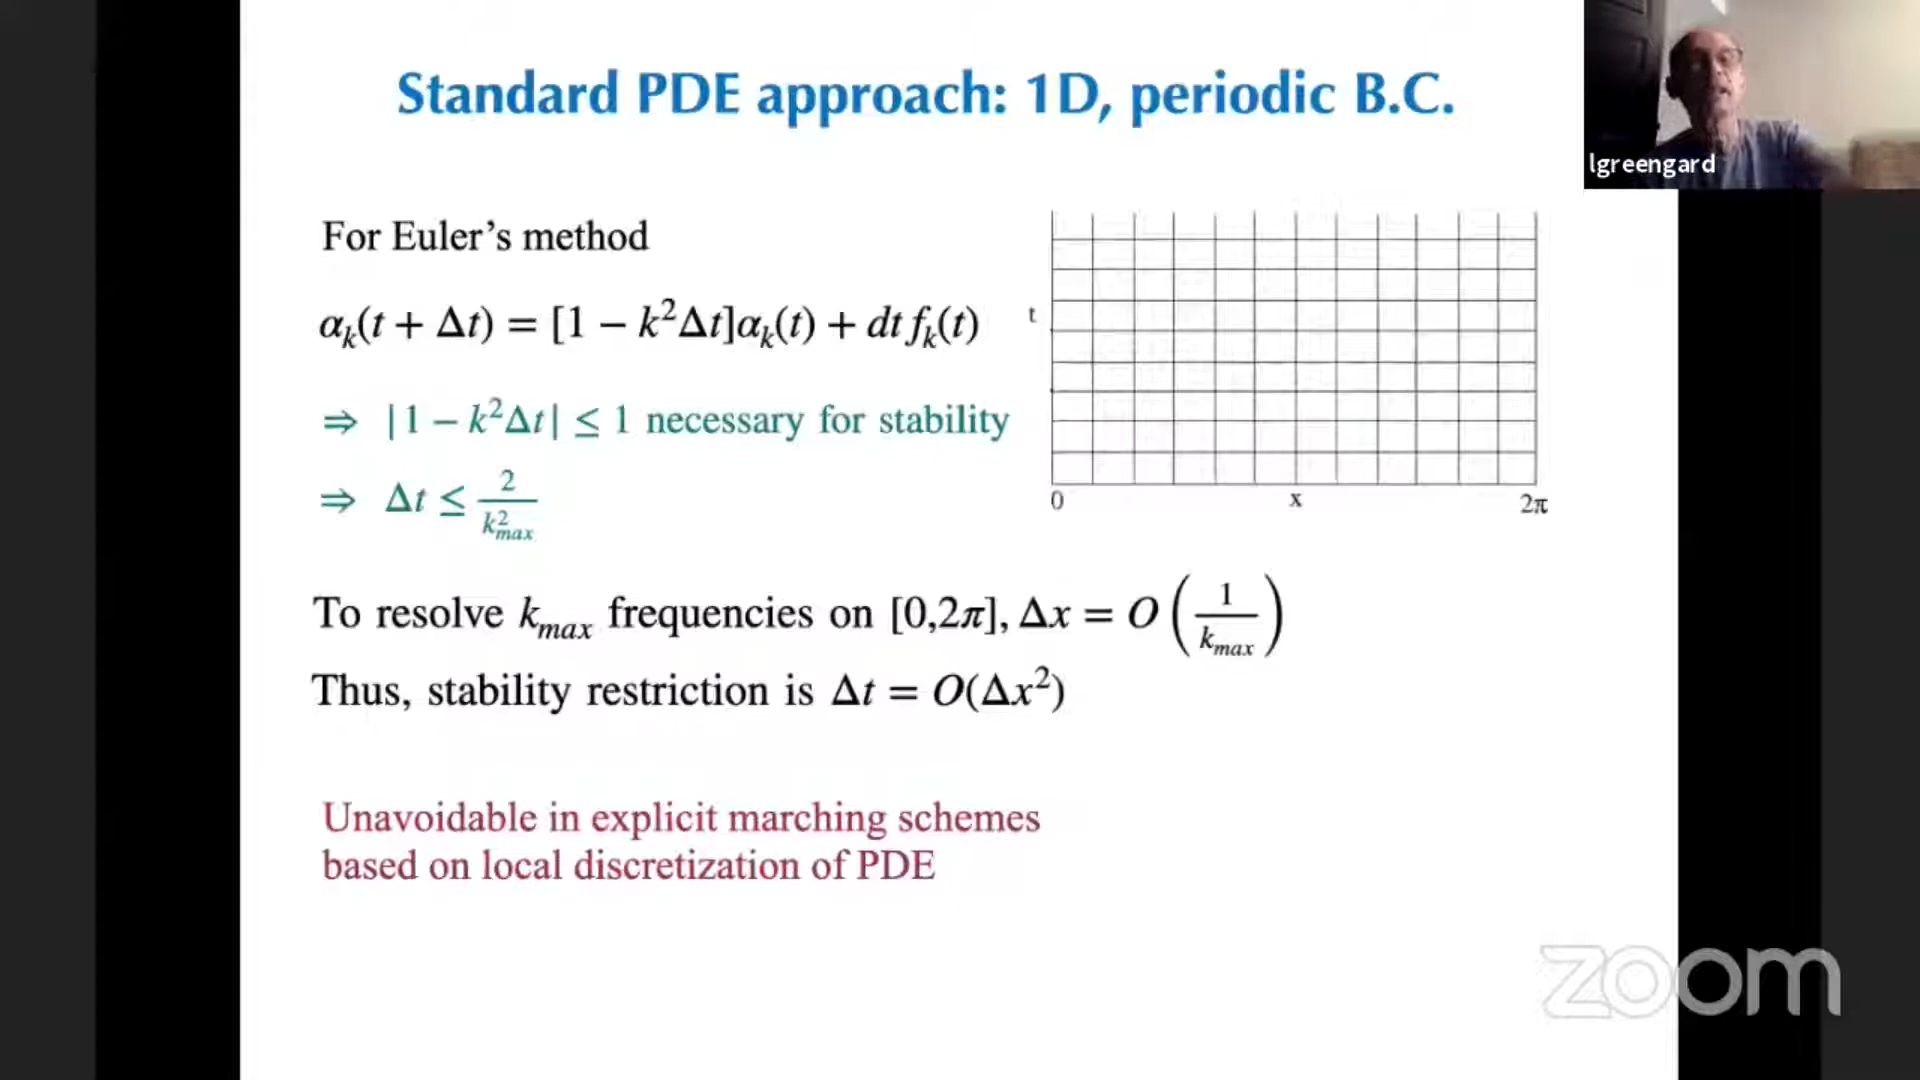 Standard PDE approach: 1D, periodic B.C.
lgreengard
For Euler's method
αₖ(t + Δt) = [1 − k²Δt]αₖ(t) + dt fₖ(t)
⇒ |1 − k²Δt| ≤ 1 necessary for stability
⇒ Δt ≤ 2/k²ₘₐₓ
t
0 x 2π
To resolve kₘₐₓ frequencies on [0,2π], Δx = O(1/kₘₐₓ)
Thus, stability restriction is Δt = O(Δx²)
Unavoidable in explicit marching schemes
based on local discretization of PDE
zoom